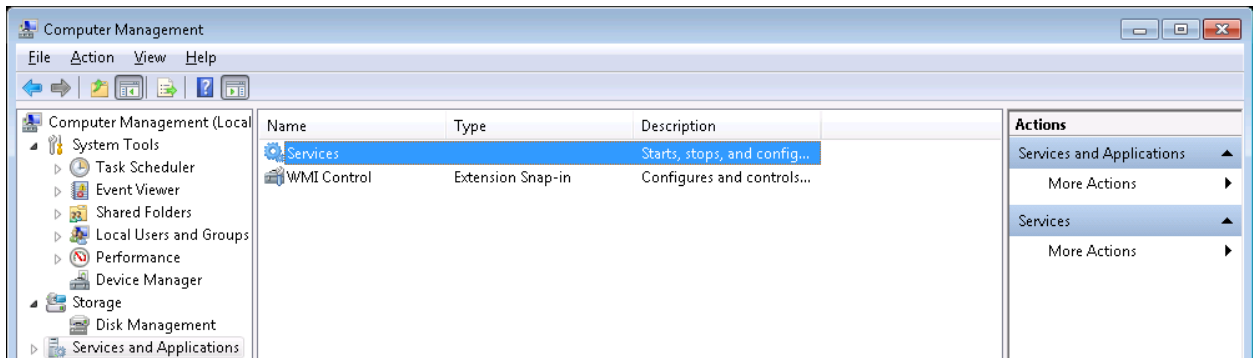 Computer Management
File Action View Help
Computer Management (Local
System Tools
Task Scheduler
Event Viewer
Shared Folders
Local Users and Groups
Performance
Device Manager
Storage
Disk Management
Services and Applications
Name Type Description
Services Starts, stops, and config...
WMI Control Extension Snap-in Configures and controls...
Actions
Services and Applications
More Actions
Services
More Actions